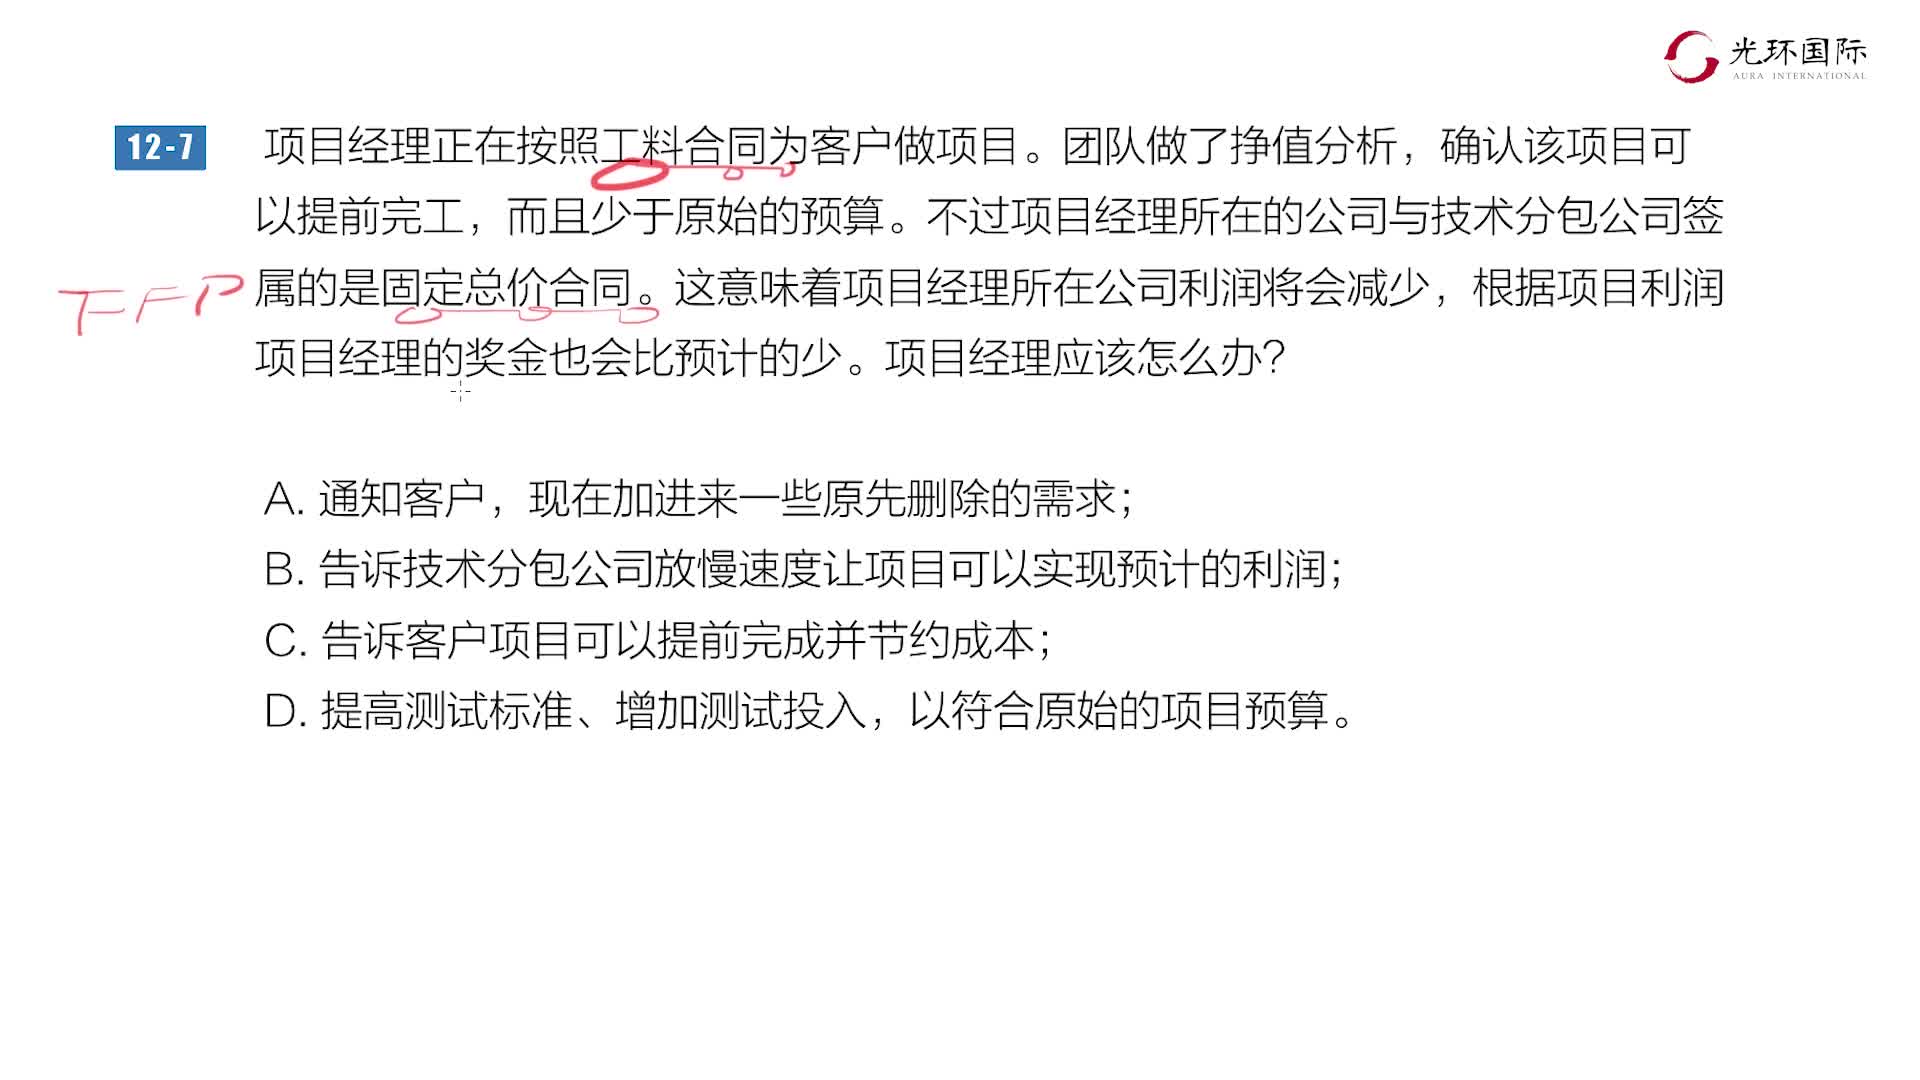 光环国际
AURA INTERNATIONAL
12-7 项目经理正在按照工料合同为客户做项目。团队做了挣值分析，确认该项目可
以提前完工，而且少于原始的预算。不过项目经理所在的公司与技术分包公司签
属的是固定总价合同。这意味着项目经理所在公司利润将会减少，根据项目利润
FFP
项目经理的奖金也会比预计的少。项目经理应该怎么办？
A. 通知客户，现在加进来一些原先删除的需求；
B. 告诉技术分包公司放慢速度让项目可以实现预计的利润；
C. 告诉客户项目可以提前完成并节约成本；
D. 提高测试标准、增加测试投入，以符合原始的项目预算。